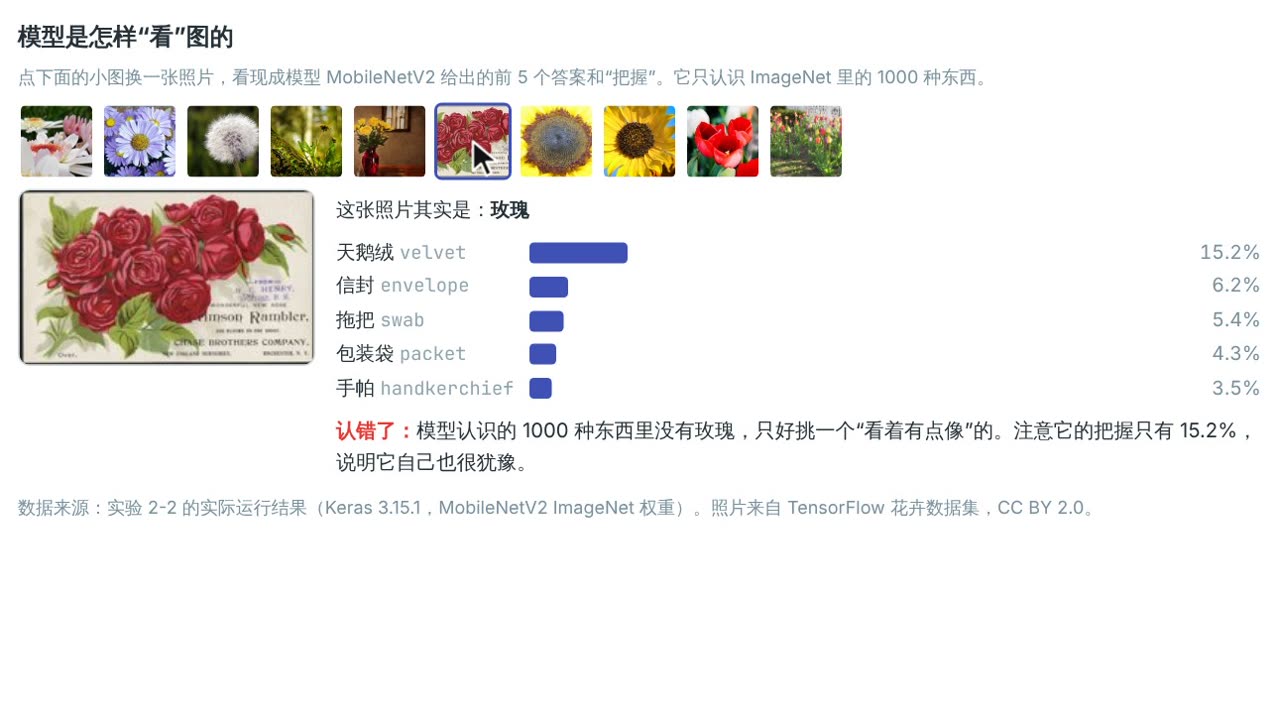 模型是怎样“看”图的
点下面的小图换一张照片，看现成模型 MobileNetV2 给出的前 5 个答案和“把握”。它只认识 ImageNet 里的 1000 种东西。
这张照片其实是：玫瑰
天鹅绒 velvet 15.2%
信封 envelope 6.2%
拖把 swab 5.4%
包装袋 packet 4.3%
手帕 handkerchief 3.5%
HENRY,
Rambler.
CHASE BROTHERS COMPANY,
ROCHESTER, N. Y.
Over.
认错了：模型认识的 1000 种东西里没有玫瑰，只好挑一个“看着有点像”的。注意它的把握只有 15.2%，
说明它自己也很犹豫。
数据来源：实验 2-2 的实际运行结果（Keras 3.15.1，MobileNetV2 ImageNet 权重）。照片来自 TensorFlow 花卉数据集，CC BY 2.0。